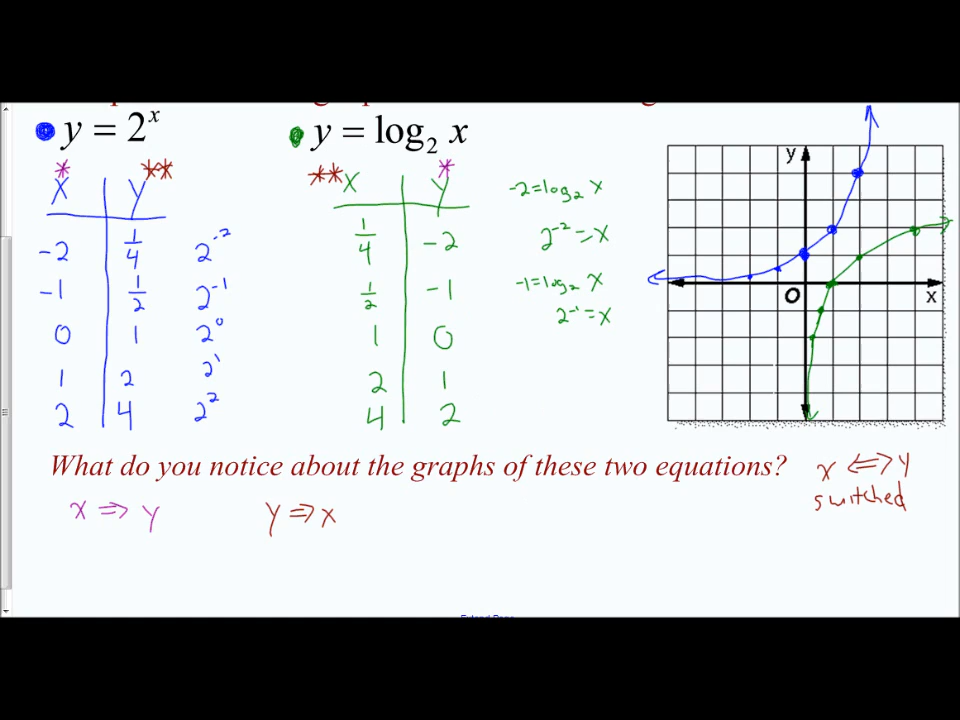 y = 2^x
y = log₂ x
* **
X Y
-2 1/4 2^-2
-1 1/2 2^-1
0 1 2^0
1 2 2^1
2 4 2^2
** *
X Y
1/4 -2
1/2 -1
1 0
2 1
4 2
-2=log₂ x
2^-2=x
-1=log₂ x
2^-1=x
y
O
x
What do you notice about the graphs of these two equations?
x ⇔ y
switched
x ⇒ y
y ⇒ x